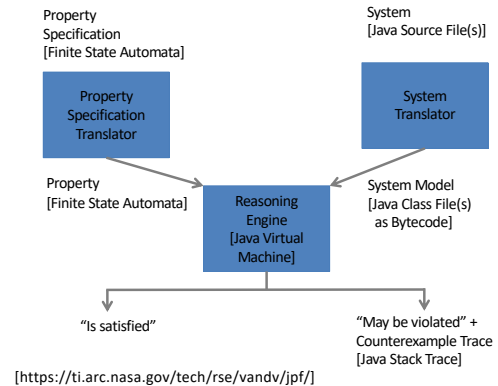 Property
Specification
[Finite State Automata]
System
[Java Source File(s)]
Property
Specification
Translator
System
Translator
Property
[Finite State Automata]
System Model
[Java Class File(s)
as Bytecode]
Reasoning
Engine
[Java Virtual
Machine]
“Is satisfied”
“May be violated” +
Counterexample Trace
[Java Stack Trace]
[https://ti.arc.nasa.gov/tech/rse/vandv/jpf/]